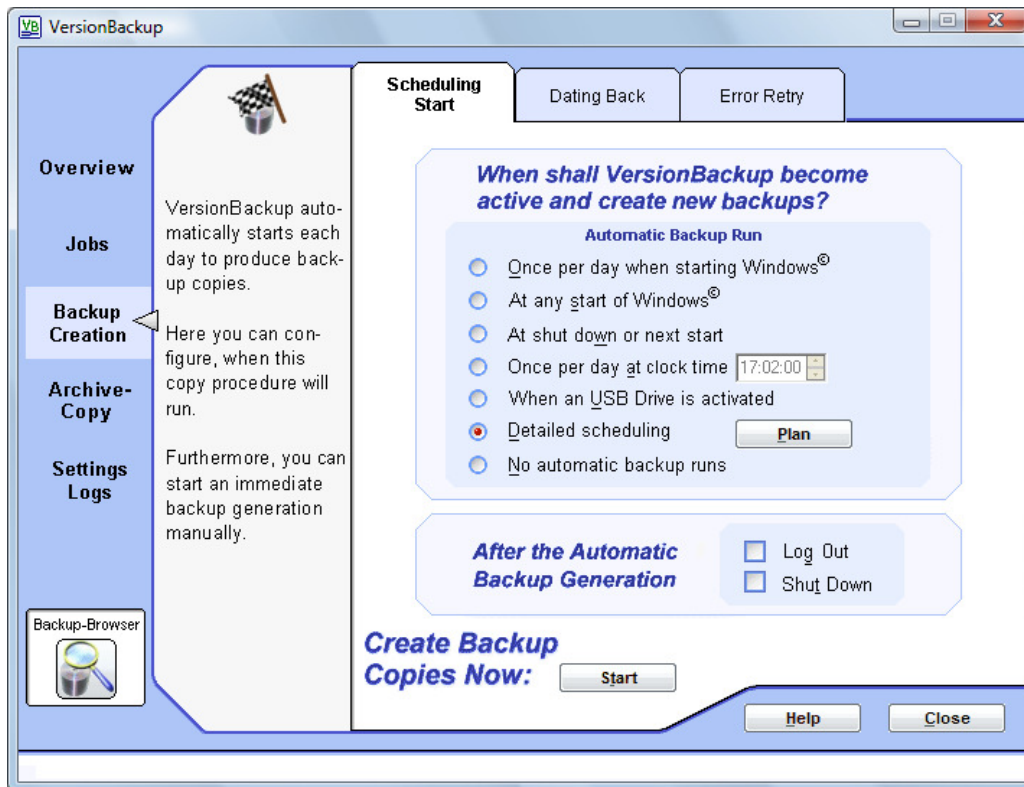 VB VersionBackup
Scheduling
Start
Dating Back
Error Retry
Overview
Jobs
Backup
Creation
Archive-
Copy
Settings
Logs
Backup-Browser
VersionBackup auto-
matically starts each
day to produce back-
up copies.
Here you can con-
figure, when this
copy procedure will
run.
Furthermore, you can
start an immediate
backup generation
manually.
When shall VersionBackup become
active and create new backups?
Automatic Backup Run
Once per day when starting Windows©
At any start of Windows©
At shut down or next start
Once per day at clock time 17:02:00
When an USB Drive is activated
Detailed scheduling Plan
No automatic backup runs
After the Automatic
Backup Generation
Log Out
Shut Down
Create Backup
Copies Now: Start
Help Close